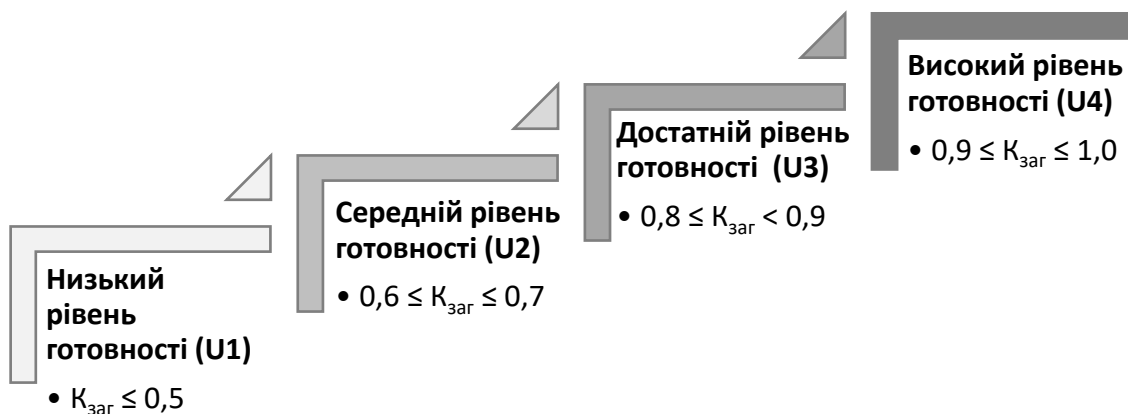 Низький
рівень
готовності (U1)
• Кзаг ≤ 0,5
Середній рівень
готовності (U2)
• 0,6 ≤ Кзаг ≤ 0,7
Достатній рівень
готовності (U3)
• 0,8 ≤ Кзаг < 0,9
Високий рівень
готовності (U4)
• 0,9 ≤ Кзаг ≤ 1,0